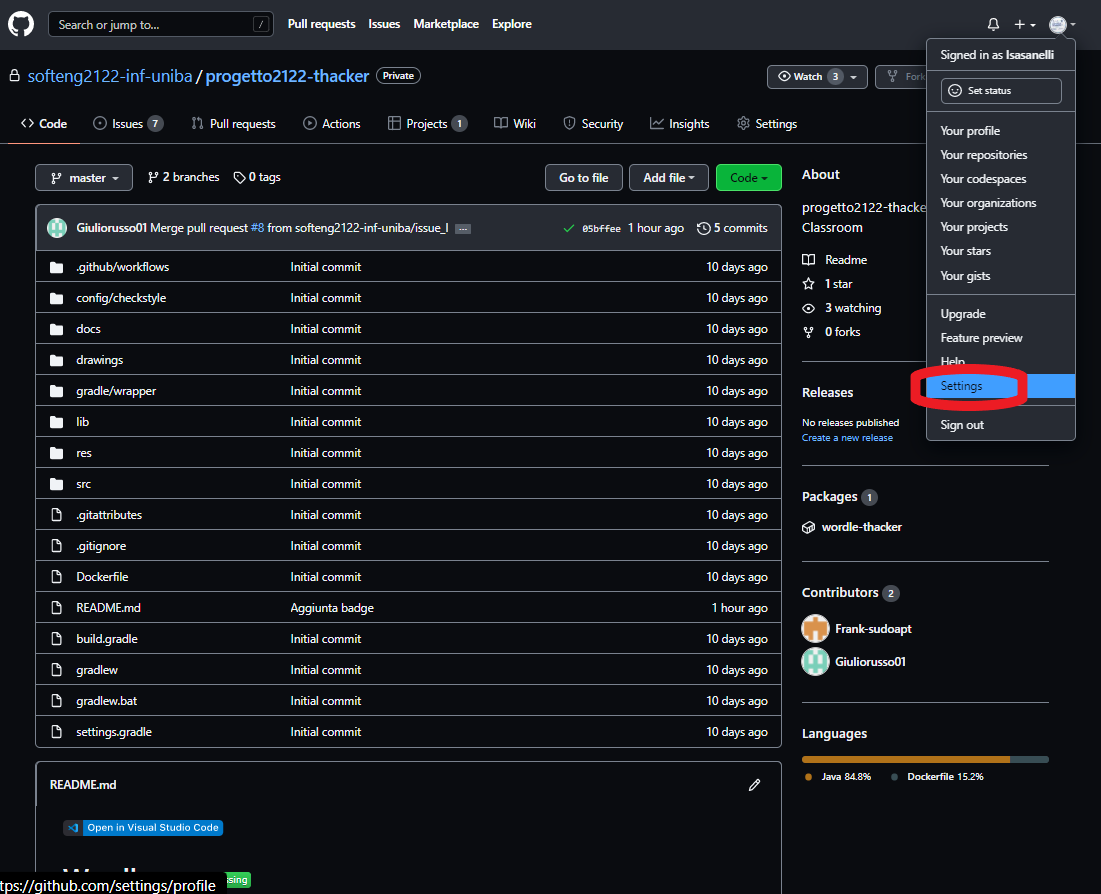 Search or jump to... /
Pull requests Issues Marketplace Explore
softeng2122-inf-uniba / progetto2122-thacker Private
Watch 3
Fork
Code
Issues 7
Pull requests
Actions
Projects 1
Wiki
Security
Insights
Settings
master
2 branches
0 tags
Go to file
Add file
Code
Giuliorusso01 Merge pull request #8 from softeng2122-inf-uniba/issue_l ... 05bffee 1 hour ago 5 commits
.github/workflows Initial commit 10 days ago
config/checkstyle Initial commit 10 days ago
docs Initial commit 10 days ago
drawings Initial commit 10 days ago
gradle/wrapper Initial commit 10 days ago
lib Initial commit 10 days ago
res Initial commit 10 days ago
src Initial commit 10 days ago
.gitattributes Initial commit 10 days ago
.gitignore Initial commit 10 days ago
Dockerfile Initial commit 10 days ago
README.md Aggiunta badge 1 hour ago
build.gradle Initial commit 10 days ago
gradlew Initial commit 10 days ago
gradlew.bat Initial commit 10 days ago
settings.gradle Initial commit 10 days ago
README.md
Open in Visual Studio Code
tps://github.com/settings/profile
sing
About
progetto2122-thacke
Classroom
Readme
1 star
3 watching
0 forks
Releases
No releases published
Create a new release
Packages 1
wordle-thacker
Contributors 2
Frank-sudoapt
Giuliorusso01
Languages
Java 84.8% Dockerfile 15.2%
Signed in as lsasanelli
Set status
Your profile
Your repositories
Your codespaces
Your organizations
Your projects
Your stars
Your gists
Upgrade
Feature preview
Help
Settings
Sign out